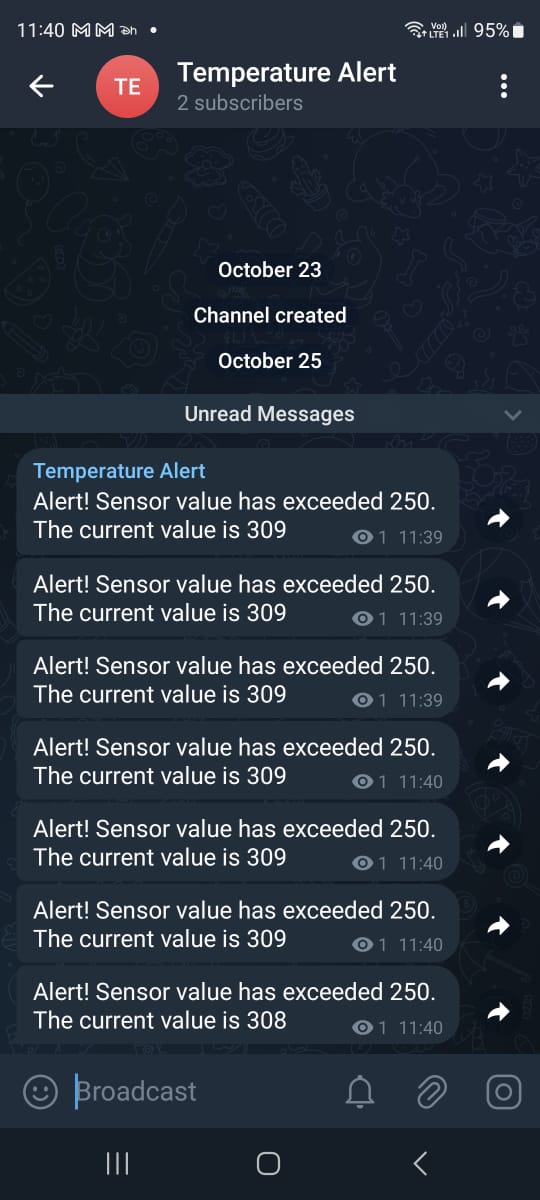 11:40
Vo))
LTE1
95%
TE
Temperature Alert
2 subscribers
October 23
Channel created
October 25
Unread Messages
Temperature Alert
Alert! Sensor value has exceeded 250.
The current value is 309
1 11:39
Alert! Sensor value has exceeded 250.
The current value is 309
1 11:39
Alert! Sensor value has exceeded 250.
The current value is 309
1 11:39
Alert! Sensor value has exceeded 250.
The current value is 309
1 11:40
Alert! Sensor value has exceeded 250.
The current value is 309
1 11:40
Alert! Sensor value has exceeded 250.
The current value is 309
1 11:40
Alert! Sensor value has exceeded 250.
The current value is 308
1 11:40
Broadcast